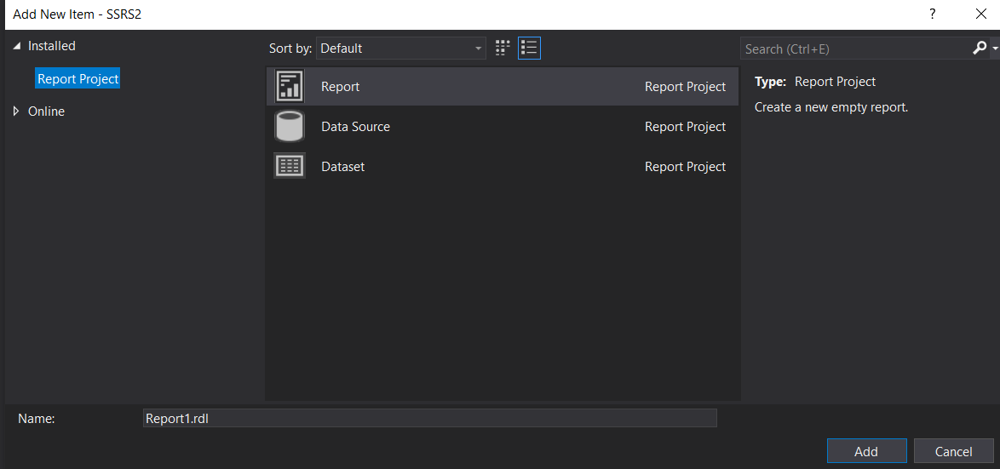 Add New Item - SSRS2
?
Installed
Report Project
Online
Sort by: Default
Search (Ctrl+E)
Report Report Project
Data Source Report Project
Dataset Report Project
Type: Report Project
Create a new empty report.
Name: Report1.rdl
Add Cancel